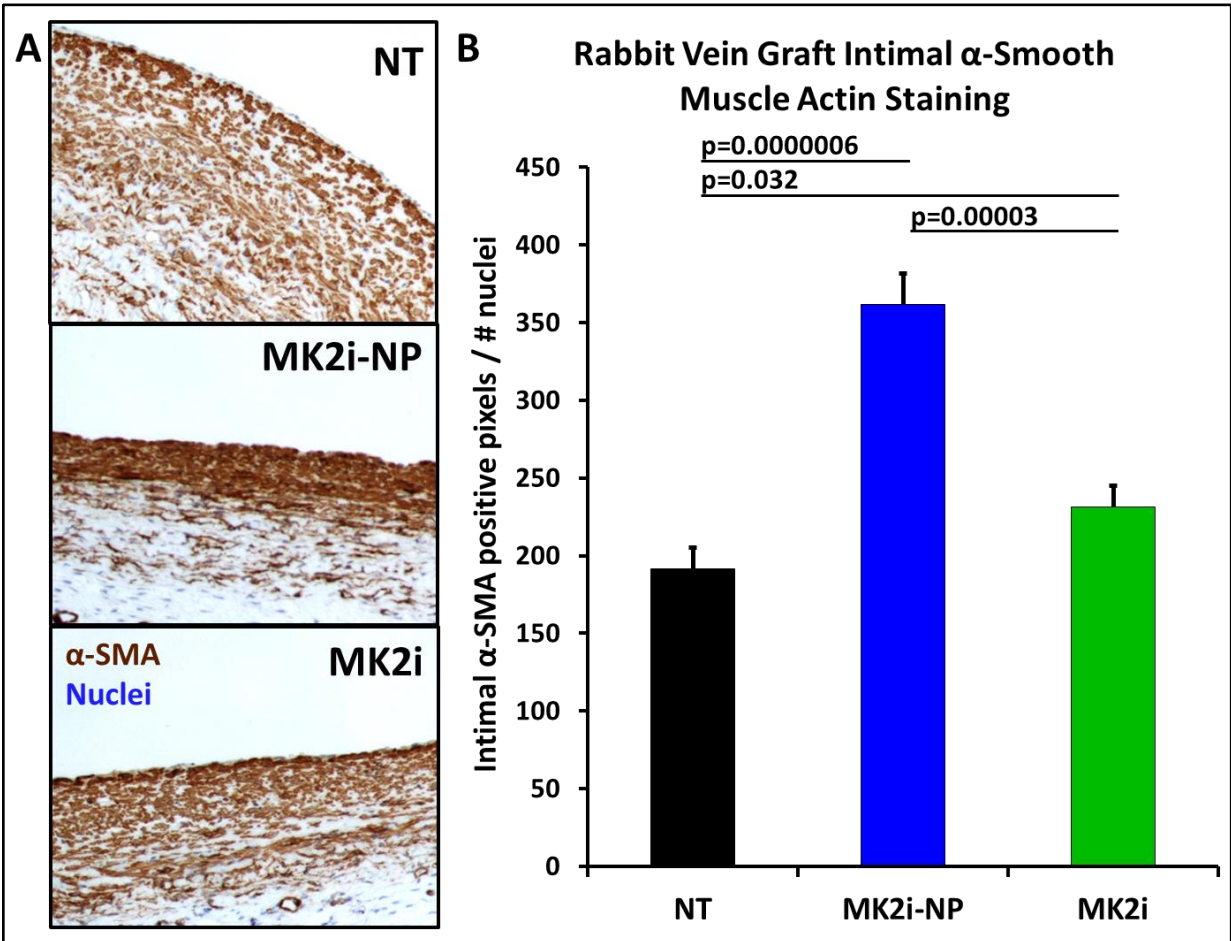 A
NT
MK2i-NP
α-SMA
Nuclei
MK2i
B
Rabbit Vein Graft Intimal α-Smooth
Muscle Actin Staining
p=0.0000006
p=0.032
p=0.00003
Intimal α-SMA positive pixels / # nuclei
450
400
350
300
250
200
150
100
50
0
NT
MK2i-NP
MK2i